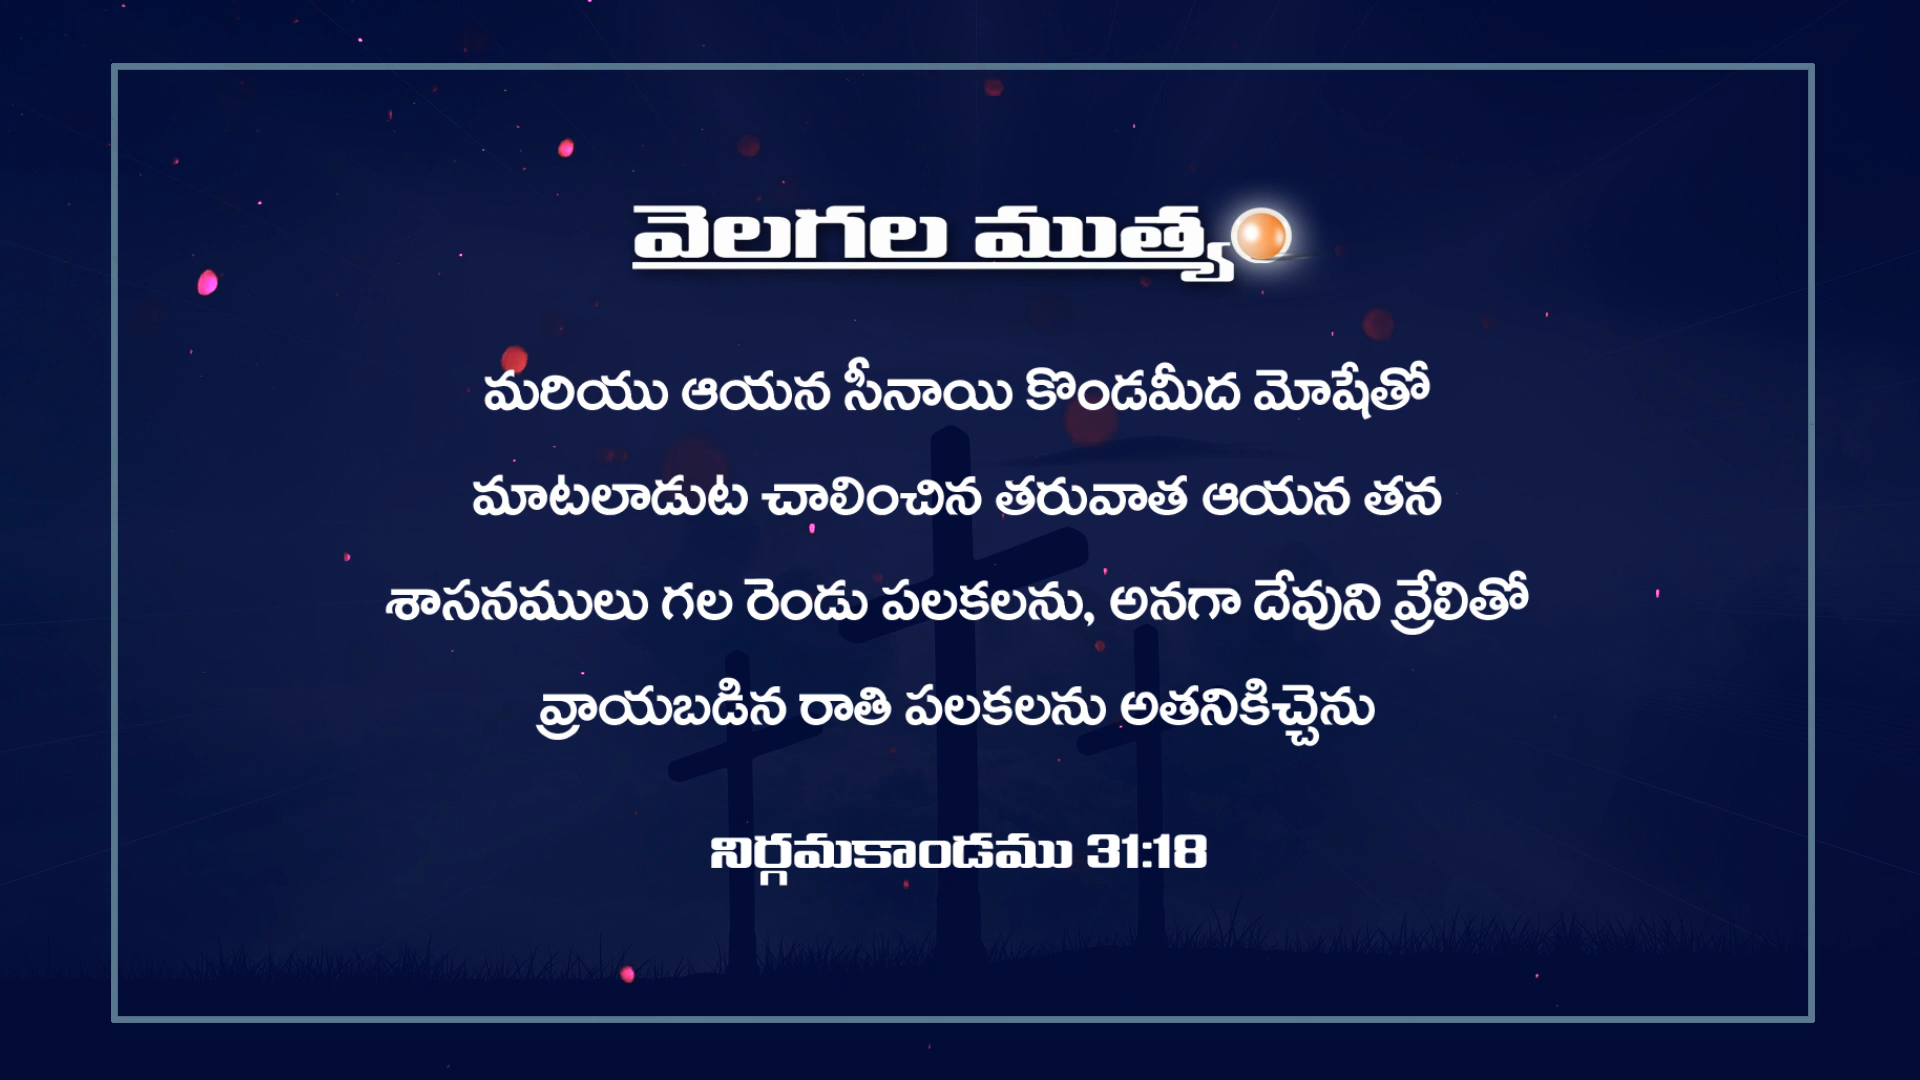 వెలగల ముత్యం
మరియు ఆయన సీనాయి కొండమీద మోషేతో
మాటలాడుట చాలించిన తరువాత ఆయన తన
శాసనములు గల రెండు పలకలను, అనగా దేవుని వ్రేలితో
వ్రాయబడిన రాతి పలకలను అతనికిచ్చెను
నిర్గమకాండము 31:18